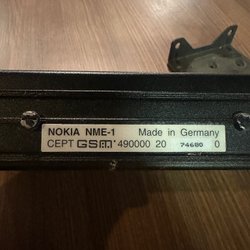 NOKIA NME-1 Made in Germany
CEPT GSM 490000 20 74680 0